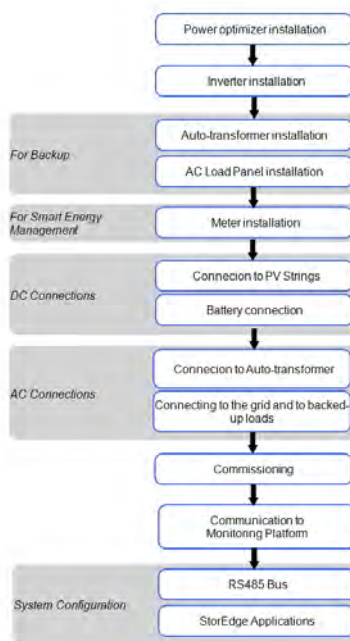 Power optimizer installation
Inverter installation
For Backup
Auto-transformer installation
AC Load Panel installation
For Smart Energy
Management
Meter installation
DC Connections
Connecion to PV Strings
Battery connection
AC Connections
Connecion to Auto-transformer
Connecting to the grid and to backed-
up loads
Commissioning
Communication to
Monitoring Platform
System Configuration
RS485 Bus
StorEdge Applications